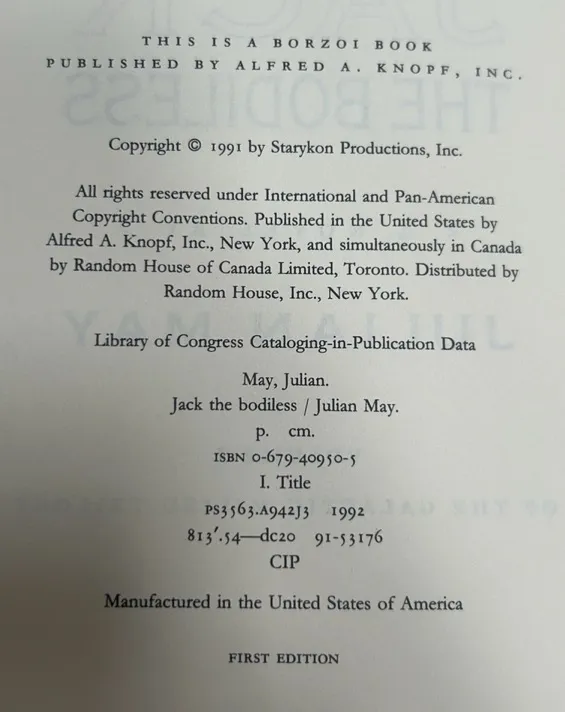 THIS IS A BORZOI BOOK
PUBLISHED BY ALFRED A. KNOPF, INC.
Copyright © 1991 by Starykon Productions, Inc.
All rights reserved under International and Pan-American
Copyright Conventions. Published in the United States by
Alfred A. Knopf, Inc., New York, and simultaneously in Canada
by Random House of Canada Limited, Toronto. Distributed by
Random House, Inc., New York.
Library of Congress Cataloging-in-Publication Data
May, Julian.
Jack the bodiless / Julian May.
p. cm.
ISBN 0-679-40950-5
I. Title
PS3563.A942J3 1992
813'.54—dc20 91-53176
CIP
Manufactured in the United States of America
FIRST EDITION